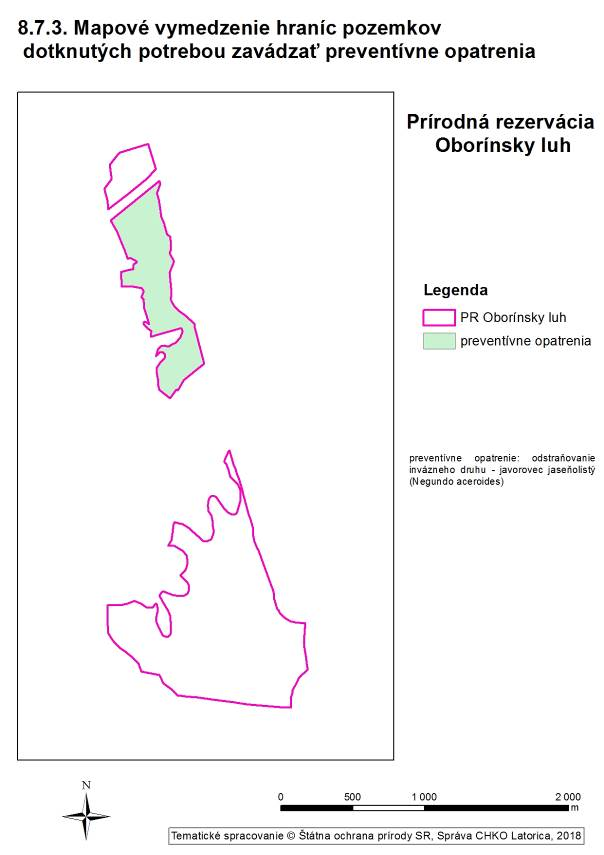 8.7.3. Mapové vymedzenie hraníc pozemkov
dotknutých potrebou zavádzať preventívne opatrenia
Prírodná rezervácia
Oborínsky luh
Legenda
PR Oborínsky luh
preventívne opatrenia
preventívne opatrenie: odstraňovanie
invázneho druhu - javorovec jaseňolistý
(Negundo aceroides)
N
0 500 1 000 2 000
m
Tematické spracovanie © Štátna ochrana prírody SR, Správa CHKO Latorica, 2018